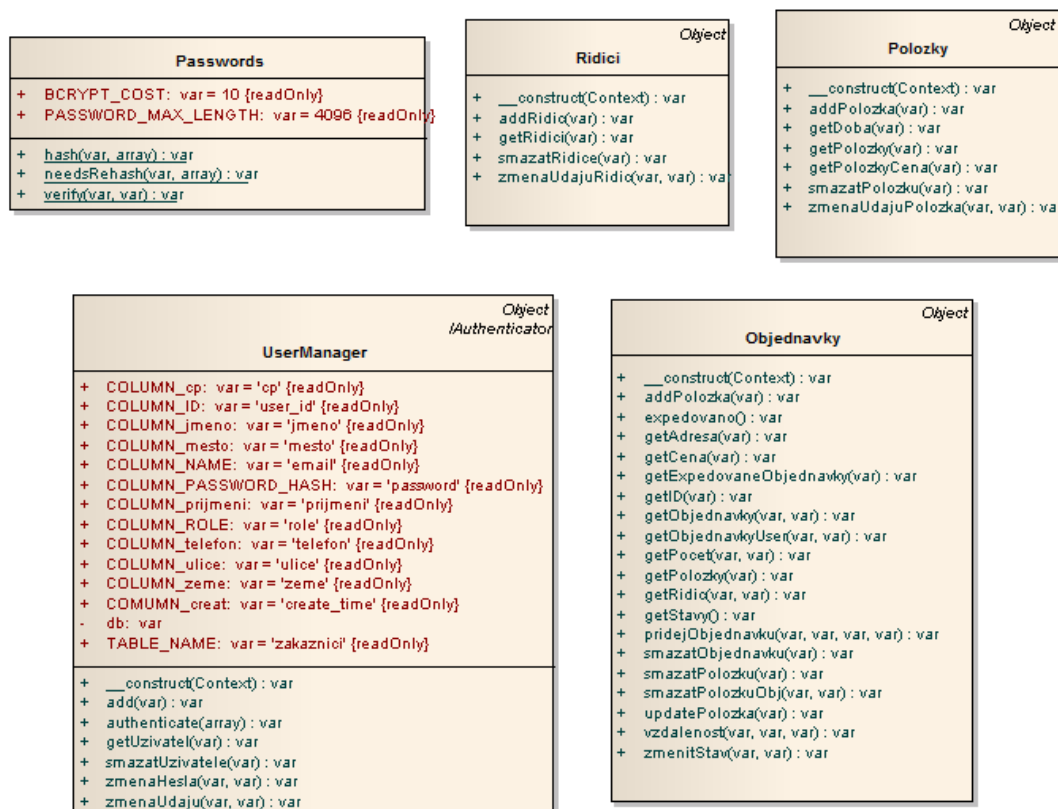 Passwords
+ BCRYPT_COST: var = 10 {readOnly}
+ PASSWORD_MAX_LENGTH: var = 4096 {readOnly}
+ hash(var, array) : var
+ needsRehash(var, array) : var
+ verify(var, var) : var
Object
Ridici
+ __construct(Context) : var
+ addRidic(var) : var
+ getRidici(var) : var
+ smazatRidice(var) : var
+ zmenaUdajuRidic(var, var) : var
Object
Polozky
+ __construct(Context) : var
+ addPolozka(var) : var
+ getDoba(var) : var
+ getPolozky(var) : var
+ getPolozkyCena(var) : var
+ smazatPolozku(var) : var
+ zmenaUdajuPolozka(var, var) : va
Object
IAuthenticator
UserManager
+ COLUMN_cp: var = 'cp' {readOnly}
+ COLUMN_ID: var = 'user_id' {readOnly}
+ COLUMN_jmeno: var = 'jmeno' {readOnly}
+ COLUMN_mesto: var = 'mesto' {readOnly}
+ COLUMN_NAME: var = 'email' {readOnly}
+ COLUMN_PASSWORD_HASH: var = 'password' {readOnly}
+ COLUMN_prijmeni: var = 'prijmeni' {readOnly}
+ COLUMN_ROLE: var = 'role' {readOnly}
+ COLUMN_telefon: var = 'telefon' {readOnly}
+ COLUMN_ulice: var = 'ulice' {readOnly}
+ COLUMN_zeme: var = 'zeme' {readOnly}
+ COMUMN_creat: var = 'create_time' {readOnly}
- db: var
+ TABLE_NAME: var = 'zakaznici' {readOnly}
+ __construct(Context) : var
+ add(var) : var
+ authenticate(array) : var
+ getUzivatel(var) : var
+ smazatUzivatele(var) : var
+ zmenaHesla(var, var) : var
+ zmenaUdaju(var, var) : var
Object
Objednavky
+ __construct(Context) : var
+ addPolozka(var) : var
+ expedovano() : var
+ getAdresa(var) : var
+ getCena(var) : var
+ getExpedovaneObjednavky(var) : var
+ getID(var) : var
+ getObjednavky(var, var) : var
+ getObjednavkyUser(var, var) : var
+ getPocet(var, var) : var
+ getPolozky(var) : var
+ getRidic(var, var) : var
+ getStavy() : var
+ pridejObjednavku(var, var, var, var) : var
+ smazatObjednavku(var) : var
+ smazatPolozku(var) : var
+ smazatPolozkuObj(var, var) : var
+ updatePolozka(var) : var
+ vzdalenost(var, var, var) : var
+ zmenitStav(var, var) : var